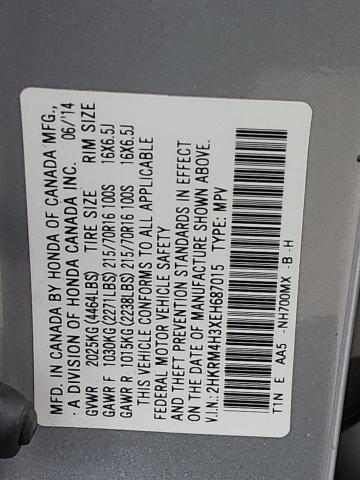 MFD. IN CANADA BY HONDA OF CANADA MFG.,
A DIVISION OF HONDA CANADA INC. 06/'14
GVWR 2025KG(4464LBS) TIRE SIZE RIM SIZE
GAWR F 1030KG(2271LBS) 215/70R16 100S 16X6.5J
GAWR R 1015KG(2238LBS) 215/70R16 100S 16X6.5J
THIS VEHICLE CONFORMS TO ALL APPLICABLE
FEDERAL MOTOR VEHICLE SAFETY
AND THEFT PREVENTION STANDARDS IN EFFECT
ON THE DATE OF MANUFACTURE SHOWN ABOVE.
V.I.N.:2HKRM4H3XEH687015 TYPE: MPV
T1N E AA5 -NH700MX -B -H